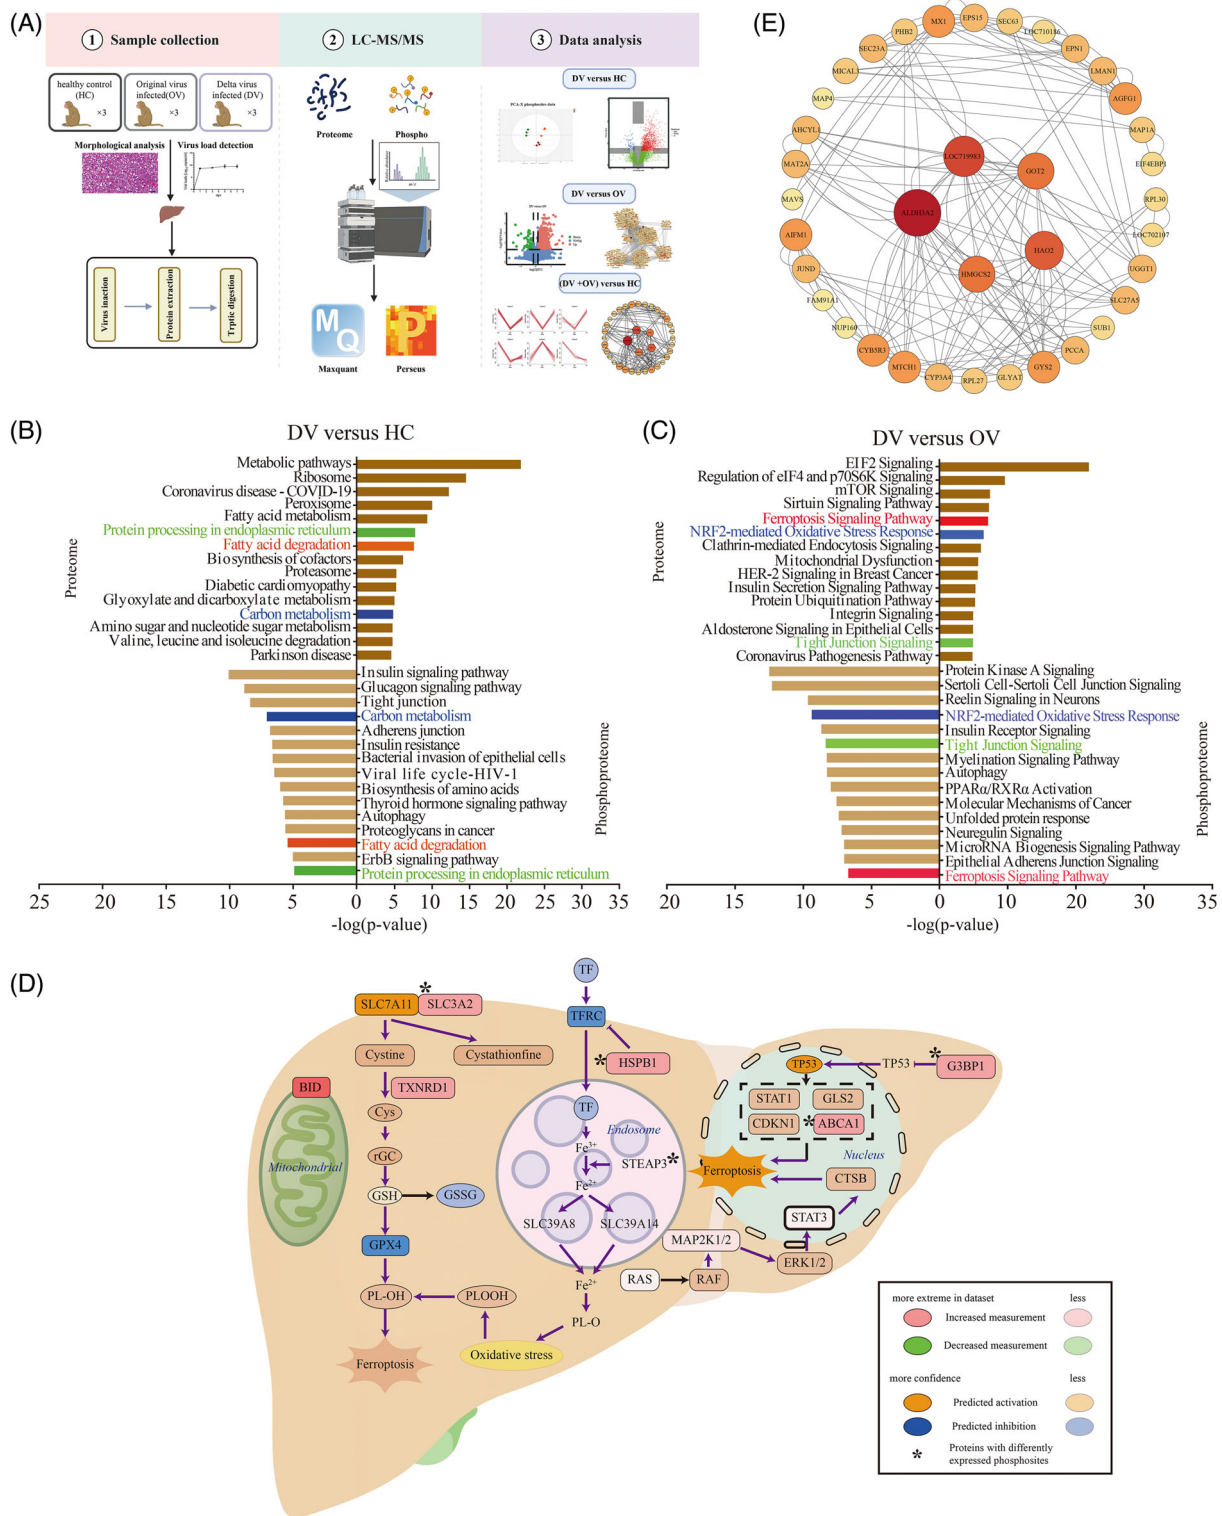 (A)
1 Sample collection
2 LC-MS/MS
3 Data analysis
healthy control (HC)
×3
Original virus infected(OV)
×3
Delta virus infected (DV)
×3
Morphological analysis
Virus load detection
Virus inaction
Protein extraction
Trptic digestion
Proteome
Phospho
Maxquant
Perseus
MQ
P
DV versus HC
PCA-X phosphosites data
DV versus OV
(DV +OV) versus HC
(E)
MX1
EPS15
SEC63
LOC710186
PHB2
EPN1
SEC23A
LMAN1
MICAL3
AGFG1
MAP4
MAP1A
AHCYL1
EIF4EBP1
MAT2A
LOC719983
GOT2
MAVS
RPL30
ALDH3A2
LOC702107
AIFM1
HAO2
JUND
HMGCS2
UGGT1
FAM91A1
SLC27A5
NUP160
SUB1
CYB5R3
PCCA
MTCH1
GYS2
CYP3A4
RPL27
GLYAT
(B)
DV versus HC
Proteome
Metabolic pathways
Ribosome
Coronavirus disease - COVID-19
Peroxisome
Fatty acid metabolism
Protein processing in endoplasmic reticulum
Fatty acid degradation
Biosynthesis of cofactors
Proteasome
Diabetic cardiomyopathy
Glyoxylate and dicarboxylate metabolism
Carbon metabolism
Amino sugar and nucleotide sugar metabolism
Valine, leucine and isoleucine degradation
Parkinson disease
Phosphoproteome
Insulin signaling pathway
Glucagon signaling pathway
Tight junction
Carbon metabolism
Adherens junction
Insulin resistance
Bacterial invasion of epithelial cells
Viral life cycle-HIV-1
Biosynthesis of amino acids
Thyroid hormone signaling pathway
Autophagy
Proteoglycans in cancer
Fatty acid degradation
ErbB signaling pathway
Protein processing in endoplasmic reticulum
25 20 15 10 5 0 5 10 15 20 25 30 35
-log(p-value)
(C)
DV versus OV
Proteome
EIF2 Signaling
Regulation of eIF4 and p70S6K Signaling
mTOR Signaling
Sirtuin Signaling Pathway
Ferroptosis Signaling Pathway
NRF2-mediated Oxidative Stress Response
Clathrin-mediated Endocytosis Signaling
Mitochondrial Dysfunction
HER-2 Signaling in Breast Cancer
Insulin Secretion Signaling Pathway
Protein Ubiquitination Pathway
Integrin Signaling
Aldosterone Signaling in Epithelial Cells
Tight Junction Signaling
Coronavirus Pathogenesis Pathway
Phosphoproteome
Protein Kinase A Signaling
Sertoli Cell-Sertoli Cell Junction Signaling
Reelin Signaling in Neurons
NRF2-mediated Oxidative Stress Response
Insulin Receptor Signaling
Tight Junction Signaling
Myelination Signaling Pathway
Autophagy
PPARα/RXRα Activation
Molecular Mechanisms of Cancer
Unfolded protein response
Neuregulin Signaling
MicroRNA Biogenesis Signaling Pathway
Epithelial Adherens Junction Signaling
Ferroptosis Signaling Pathway
20 15 10 5 0 10 20 30 35
-log(p-value)
(D)
TF
SLC7A11
*
SLC3A2
TFRC
Cystine
Cystathionfine
*
HSPB1
BID
TXNRD1
Cys
TF
Endosome
Fe3+
Mitochondrial
rGC
STEAP3*
GSH
GSSG
Fe2+
SLC39A8
SLC39A14
GPX4
PL-OH
PLOOH
Fe2+
PL-O
Ferroptosis
Oxidative stress
TP53
TP53
*
G3BP1
STAT1
GLS2
CDKN1
*
ABCA1
Ferroptosis
Nucleus
CTSB
STAT3
MAP2K1/2
ERK1/2
RAS
RAF
more extreme in dataset
less
Increased measurement
Decreased measurement
more confidence
less
Predicted activation
Predicted inhibition
* Proteins with differently
expressed phosphosites